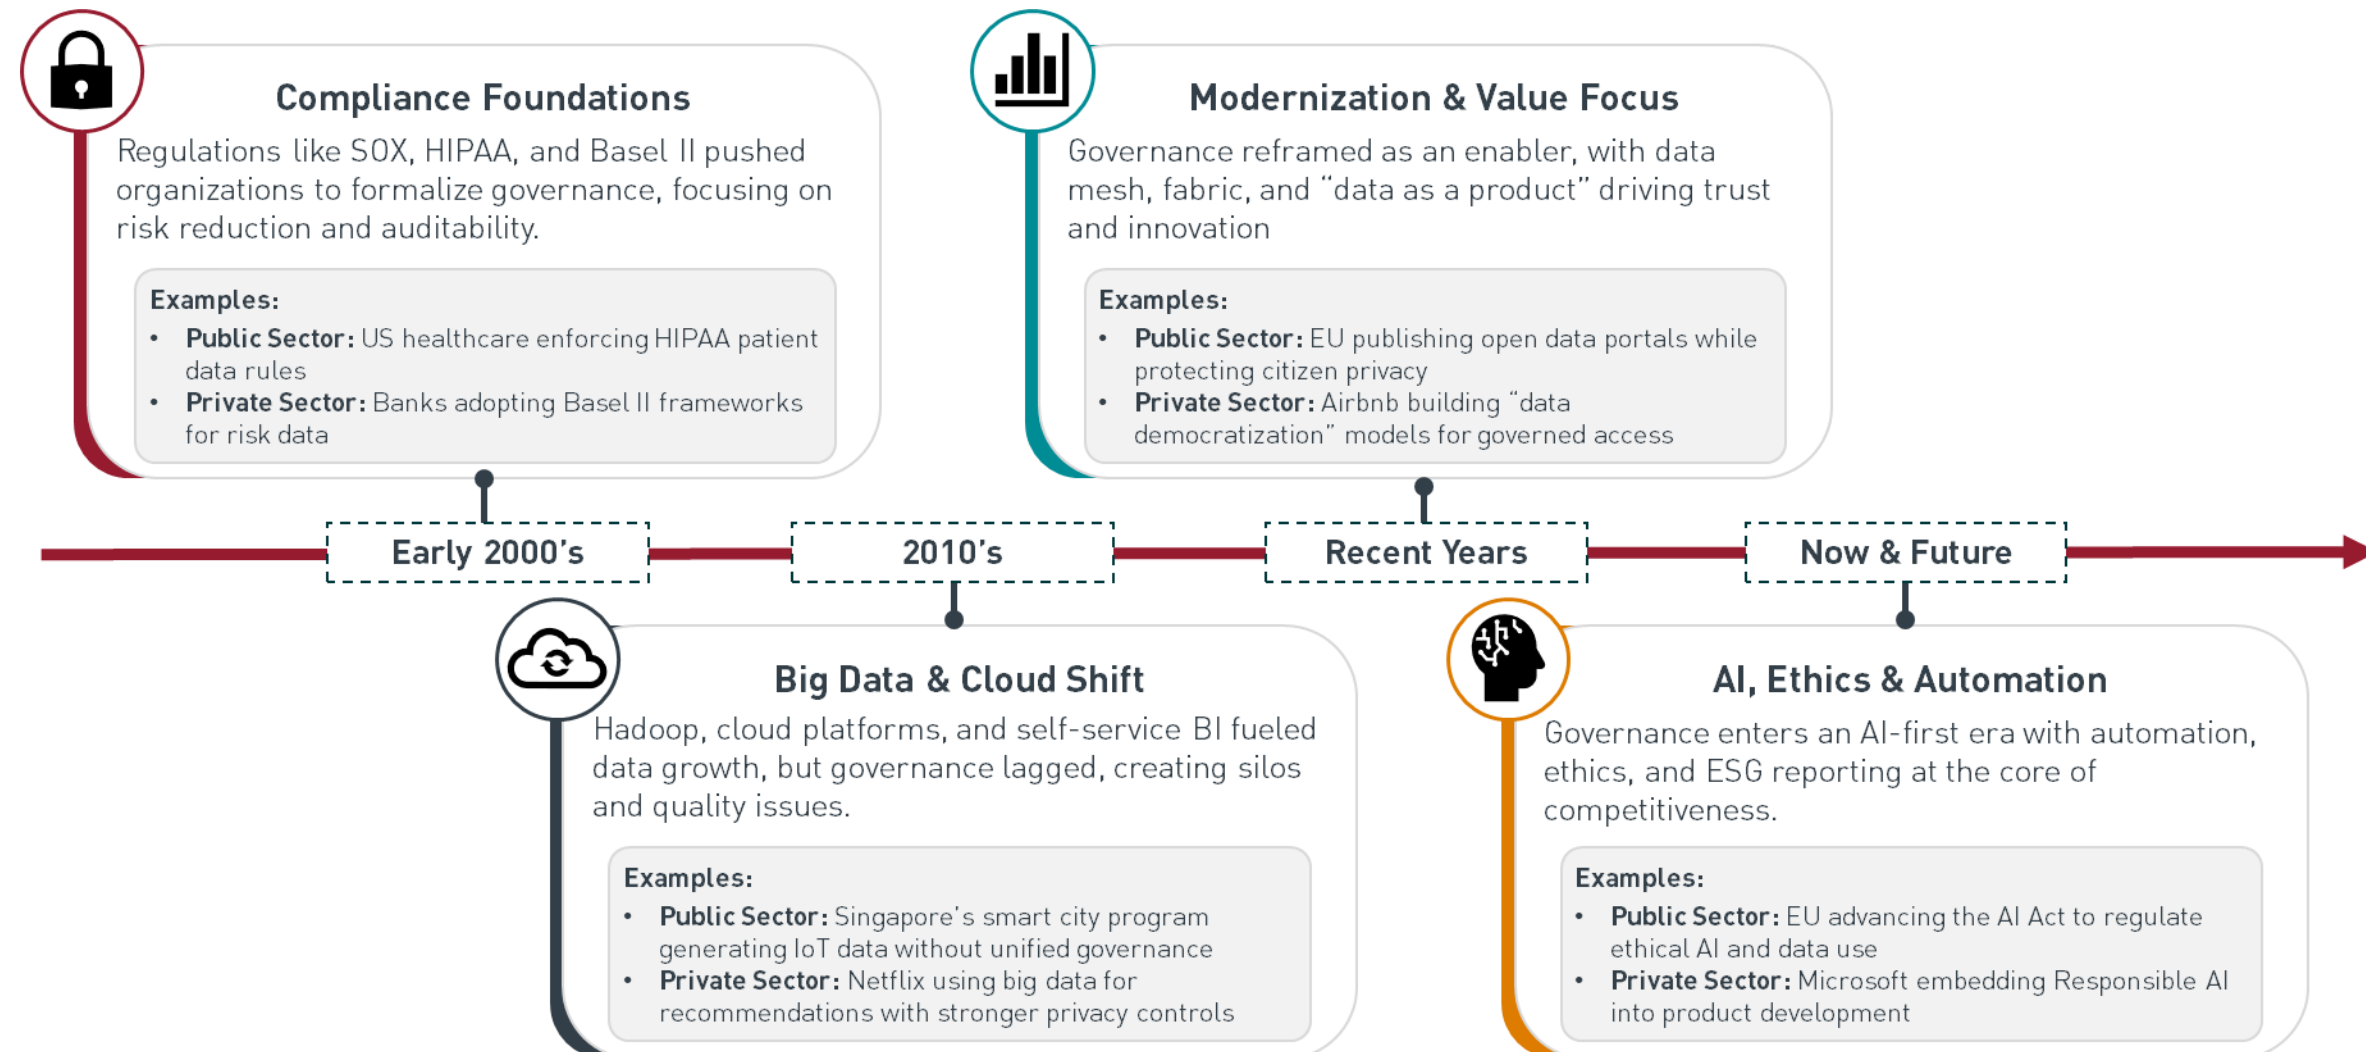 Compliance Foundations
Regulations like SOX, HIPAA, and Basel II pushed
organizations to formalize governance, focusing on
risk reduction and auditability.
Examples:
• Public Sector: US healthcare enforcing HIPAA patient
data rules
• Private Sector: Banks adopting Basel II frameworks
for risk data
Modernization & Value Focus
Governance reframed as an enabler, with data
mesh, fabric, and “data as a product” driving trust
and innovation
Examples:
• Public Sector: EU publishing open data portals while
protecting citizen privacy
• Private Sector: Airbnb building “data
democratization” models for governed access
Early 2000’s
2010’s
Recent Years
Now & Future
Big Data & Cloud Shift
Hadoop, cloud platforms, and self-service BI fueled
data growth, but governance lagged, creating silos
and quality issues.
Examples:
• Public Sector: Singapore’s smart city program
generating IoT data without unified governance
• Private Sector: Netflix using big data for
recommendations with stronger privacy controls
AI, Ethics & Automation
Governance enters an AI-first era with automation,
ethics, and ESG reporting at the core of
competitiveness.
Examples:
• Public Sector: EU advancing the AI Act to regulate
ethical AI and data use
• Private Sector: Microsoft embedding Responsible AI
into product development